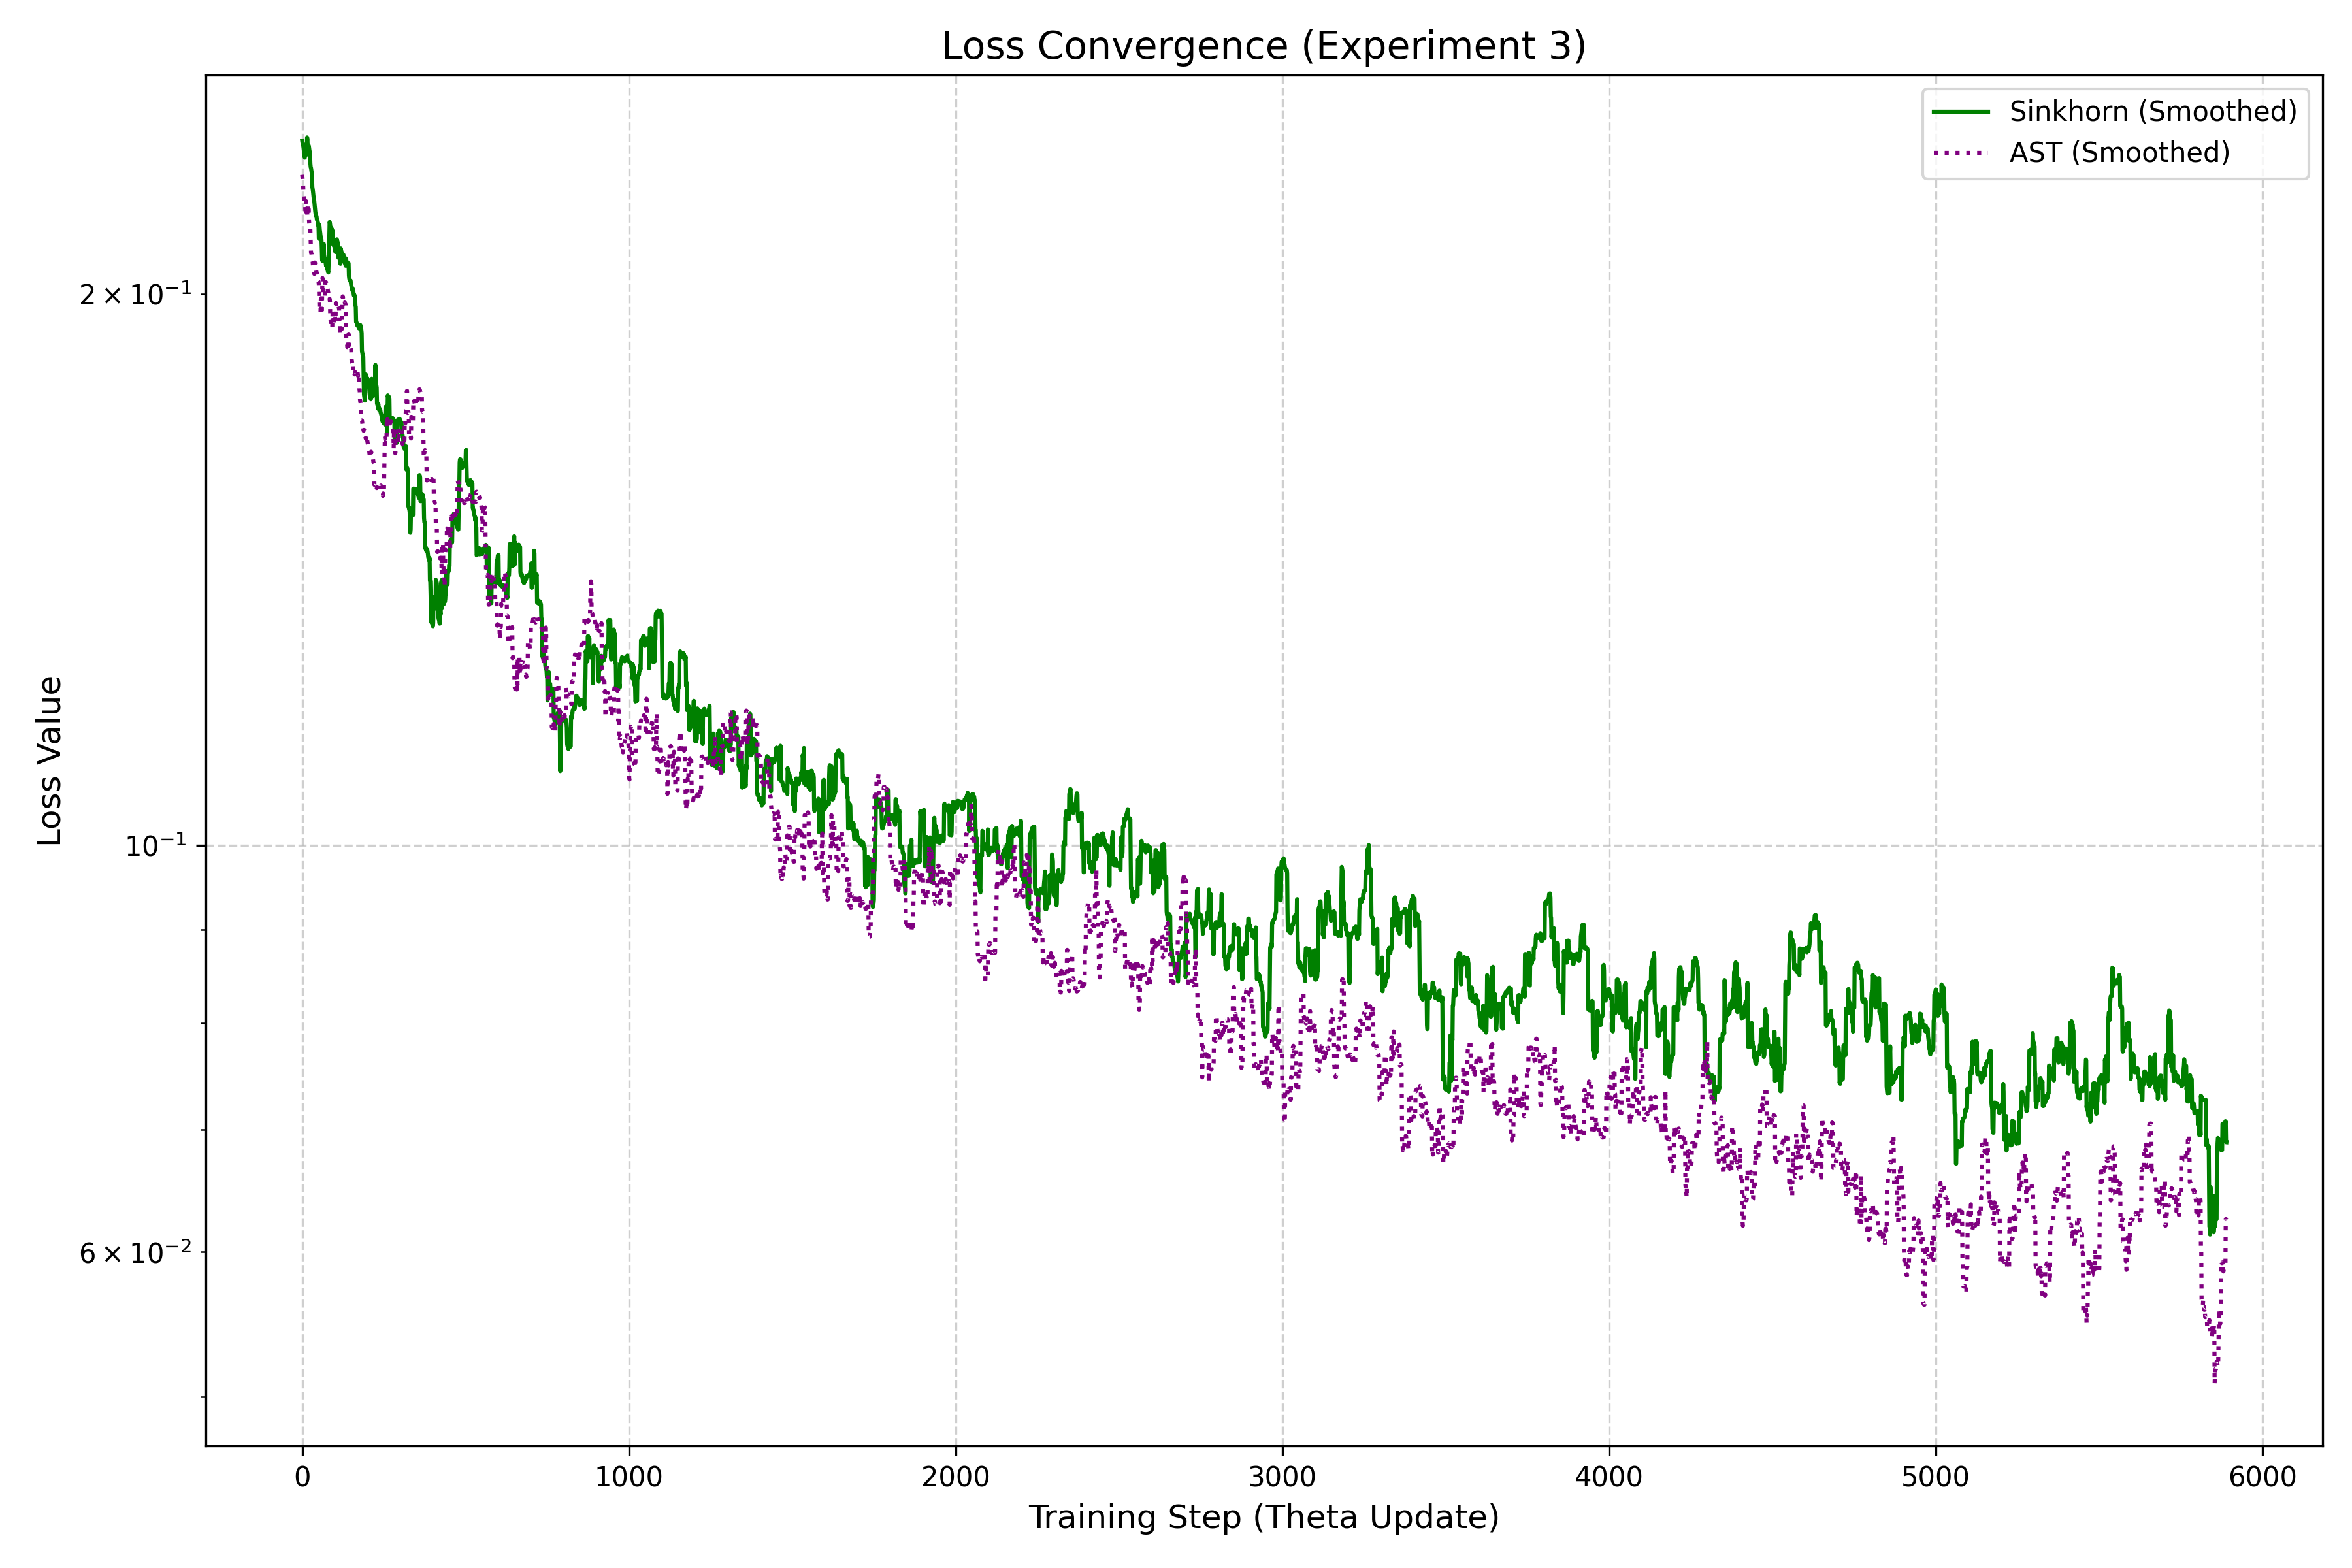 Loss Convergence (Experiment 3)
Sinkhorn (Smoothed)
AST (Smoothed)
Loss Value
2 × 10⁻¹
10⁻¹
6 × 10⁻²
0 1000 2000 3000 4000 5000 6000
Training Step (Theta Update)